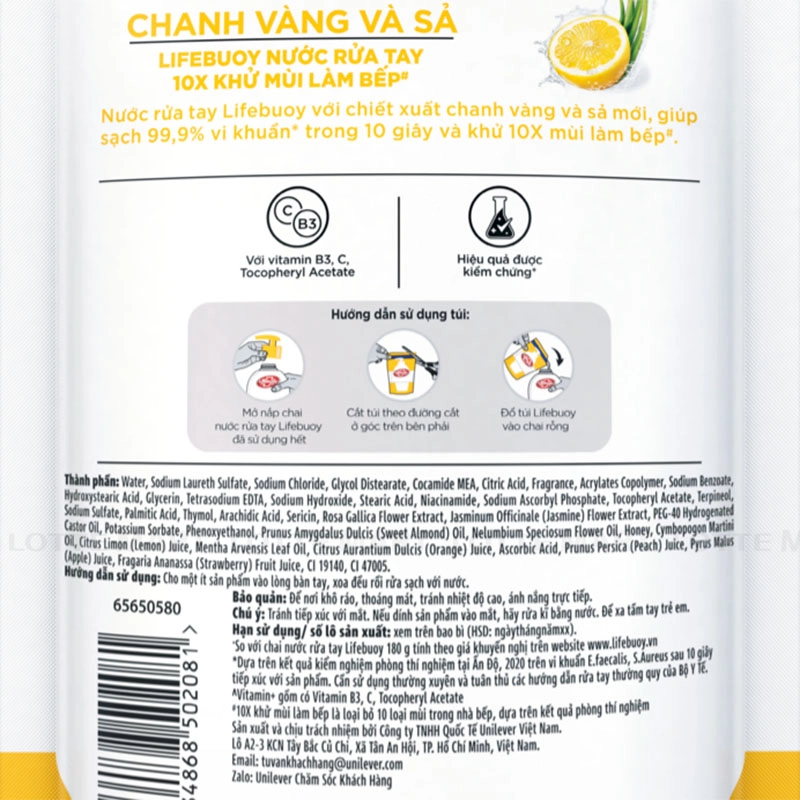 CHANH VÀNG VÀ SẢ
LIFEBUOY NƯỚC RỬA TAY
10X KHỬ MÙI LÀM BẾP#
Nước rửa tay Lifebuoy với chiết xuất chanh vàng và sả mới, giúp
sạch 99,9% vi khuẩn* trong 10 giây và khử 10X mùi làm bếp#.
C
B3
Với vitamin B3, C,
Tocopheryl Acetate
Hiệu quả được
kiểm chứng*
Hướng dẫn sử dụng túi:
Mở nắp chai
nước rửa tay Lifebuoy
đã sử dụng hết
Cắt túi theo đường cắt
ở góc trên bên phải
Đổ túi Lifebuoy
vào chai rỗng
Thành phần: Water, Sodium Laureth Sulfate, Sodium Chloride, Glycol Distearate, Cocamide MEA, Citric Acid, Fragrance, Acrylates Copolymer, Sodium Benzoate,
Hydroxystearic Acid, Glycerin, Tetrasodium EDTA, Sodium Hydroxide, Stearic Acid, Niacinamide, Sodium Ascorbyl Phosphate, Tocopheryl Acetate, Terpineol,
Sodium Sulfate, Palmitic Acid, Thymol, Arachidic Acid, Sericin, Rosa Gallica Flower Extract, Jasminum Officinale (Jasmine) Flower Extract, PEG-40 Hydrogenated
Castor Oil, Potassium Sorbate, Phenoxyethanol, Prunus Amygdalus Dulcis (Sweet Almond) Oil, Nelumbium Speciosum Flower Oil, Honey, Cymbopogon Martini
Oil, Citrus Limon (Lemon) Juice, Mentha Arvensis Leaf Oil, Citrus Aurantium Dulcis (Orange) Juice, Ascorbic Acid, Prunus Persica (Peach) Juice, Pyrus Malus
(Apple) Juice, Fragaria Ananassa (Strawberry) Fruit Juice, CI 19140, CI 47005.
Hướng dẫn sử dụng: Cho một ít sản phẩm vào lòng bàn tay, xoa đều rồi rửa sạch với nước.
65650580
Bảo quản: Để nơi khô ráo, thoáng mát, tránh nhiệt độ cao, ánh nắng trực tiếp.
Chú ý: Tránh tiếp xúc với mắt. Nếu dính sản phẩm vào mắt, hãy rửa kĩ bằng nước. Để xa tầm tay trẻ em.
Hạn sử dụng/ số lô sản xuất: xem trên bao bì (HSD: ngàythángnămxx).
So với chai nước rửa tay Lifebuoy 180 g tính theo giá khuyến nghị trên website www.lifebuoy.vn
*Dựa trên kết quả kiểm nghiệm phòng thí nghiệm tại Ấn Độ, 2020 trên vi khuẩn E.faecalis, S.Aureus sau 10 giây
tiếp xúc với sản phẩm. Cần sử dụng thường xuyên và tuân thủ các hướng dẫn rửa tay thường quy của Bộ Y Tế.
^Vitamin+ gồm có Vitamin B3, C, Tocopheryl Acetate
#10X khử mùi làm bếp là loại bỏ 10 loại mùi trong nhà bếp, dựa trên kết quả phòng thí nghiệm
Sản xuất và chịu trách nhiệm bởi Công ty TNHH Quốc Tế Unilever Việt Nam.
Lô A2-3 KCN Tây Bắc Củ Chi, Xã Tân An Hội, TP. Hồ Chí Minh, Việt Nam.
Email: tuvankhachhang@unilever.com
Zalo: Unilever Chăm Sóc Khách Hàng
4868 502081